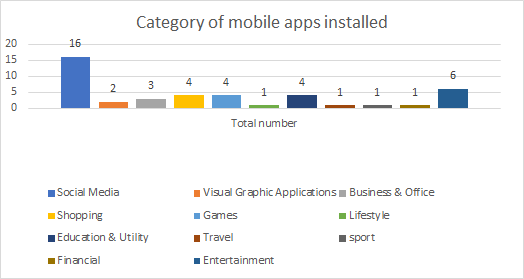 Category of mobile apps installed
20
15
10
5
0
16
2
3
4
4
1
4
1
1
1
6
Total number
Social Media
Visual Graphic Applications
Business & Office
Shopping
Games
Lifestyle
Education & Utility
Travel
sport
Financial
Entertainment